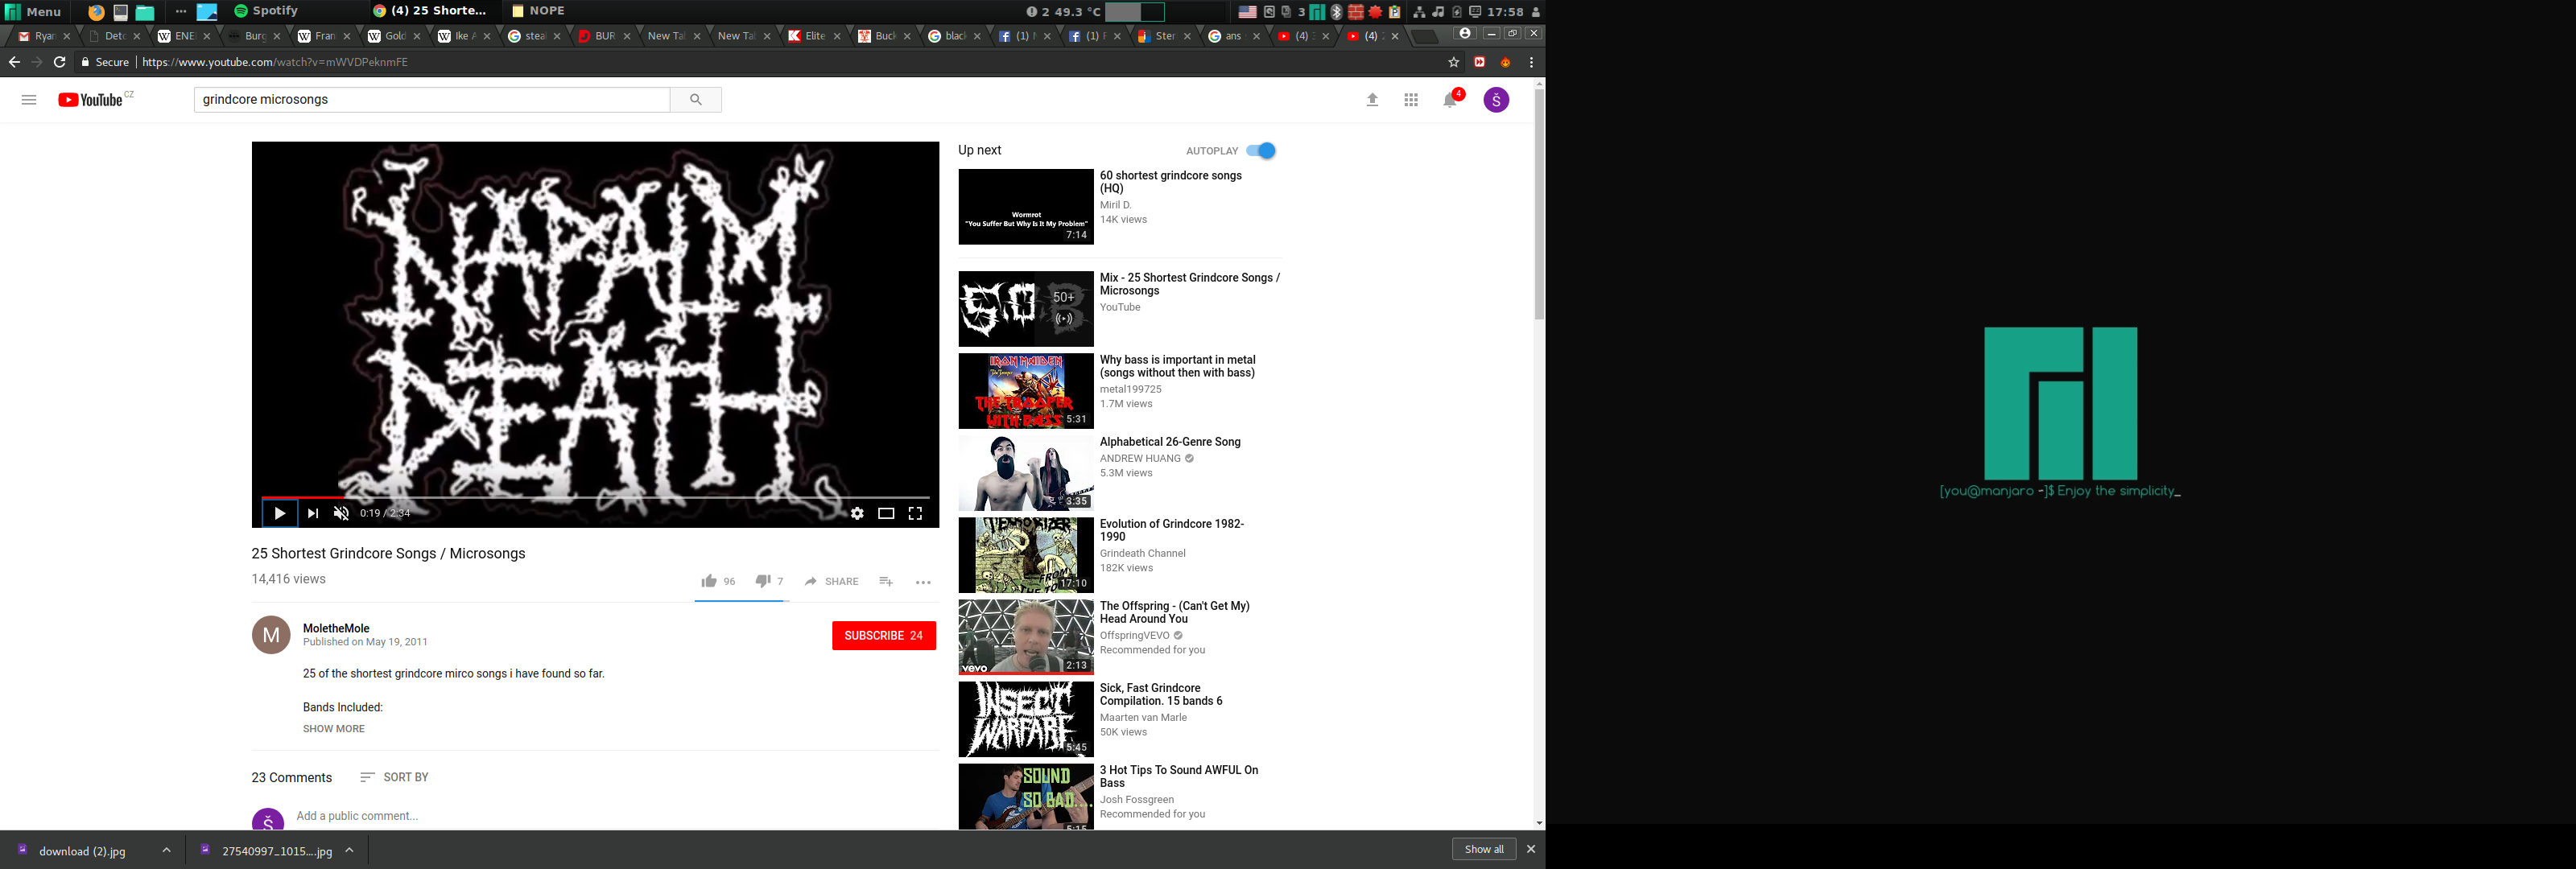 Menu
Spotify
(4) 25 Shorte...
NOPE
2 49.3 °C
3
17:58
Ryan
Detc
ENE
Burg
Fran
Gold
Ike A
steal
BUR
New Tal
New Tal
Elite
Buck
black
(1)
(1) F
Ster
ans
(4)
(4)
Secure
https://www.youtube.com/watch?v=mWVDPeknmFE
YouTube CZ
grindcore microsongs
4
Š
NAPALM
DEATH
0:19 / 2:34
25 Shortest Grindcore Songs / Microsongs
14,416 views
96
7
SHARE
M
MoletheMole
Published on May 19, 2011
SUBSCRIBE 24
25 of the shortest grindcore mirco songs i have found so far.
Bands Included:
SHOW MORE
23 Comments
SORT BY
Š
Add a public comment...
Up next
AUTOPLAY
Wormrot
"You Suffer But Why Is It My Problem"
7:14
60 shortest grindcore songs
(HQ)
Miril D.
14K views
50+
Mix - 25 Shortest Grindcore Songs /
Microsongs
YouTube
IRON MAIDEN
THE TROOPER
WITH BASS
5:31
Why bass is important in metal
(songs without then with bass)
metal199725
1.7M views
3:35
Alphabetical 26-Genre Song
ANDREW HUANG
5.3M views
TERRORIZER
17:10
Evolution of Grindcore 1982-
1990
Grindeath Channel
182K views
vevo
2:13
The Offspring - (Can't Get My)
Head Around You
OffspringVEVO
Recommended for you
INSECT
WARFARE
5:45
Sick, Fast Grindcore
Compilation. 15 bands 6
Maarten van Marle
50K views
SOUND
SO BAD....
5:15
3 Hot Tips To Sound AWFUL On
Bass
Josh Fossgreen
Recommended for you
download (2).jpg
27540997_1015....jpg
Show all
[you@manjaro ~]$ Enjoy the simplicity_